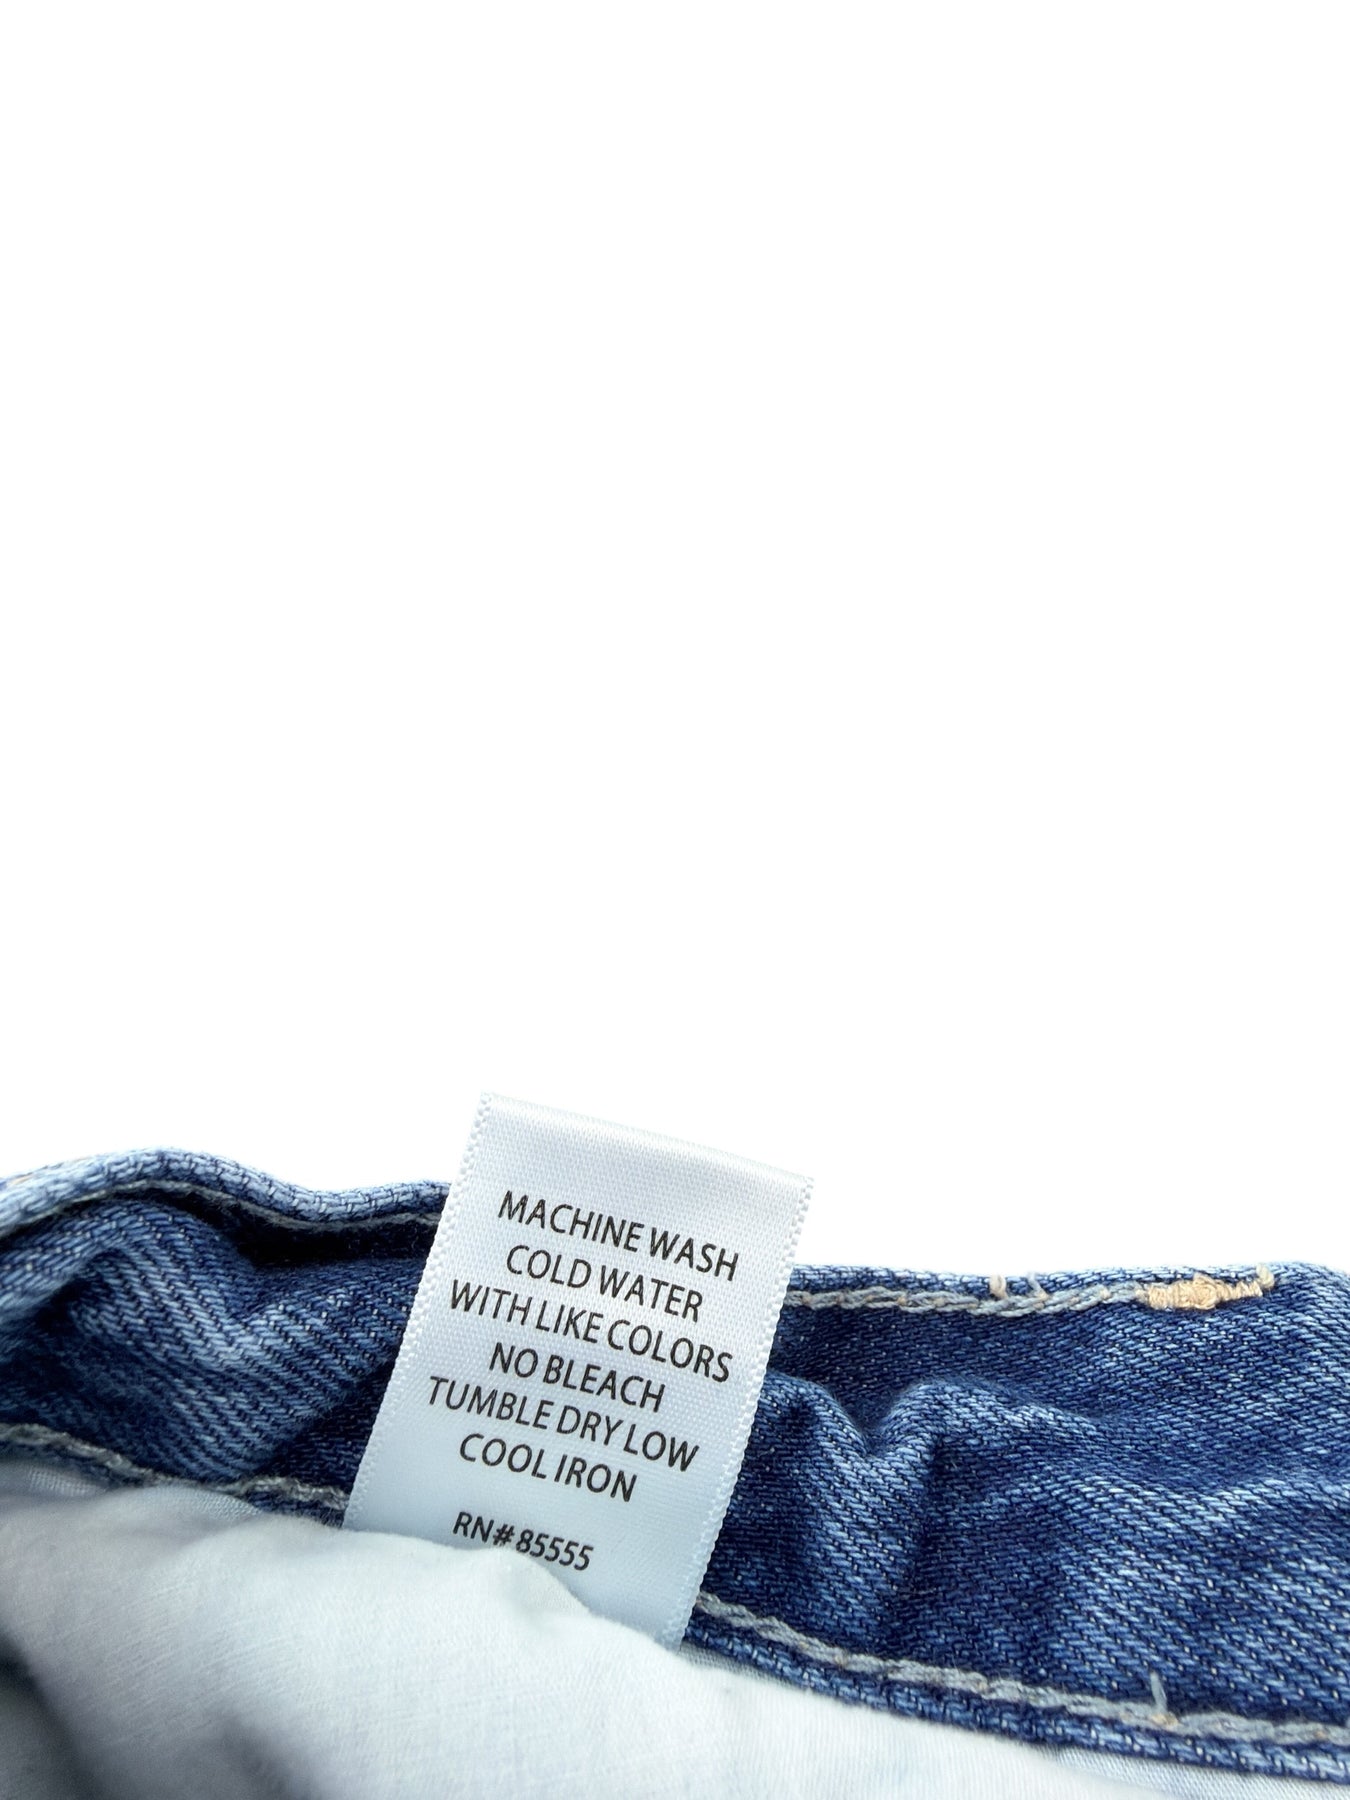 MACHINE WASH
COLD WATER
WITH LIKE COLORS
NO BLEACH
TUMBLE DRY LOW
COOL IRON
RN# 85555